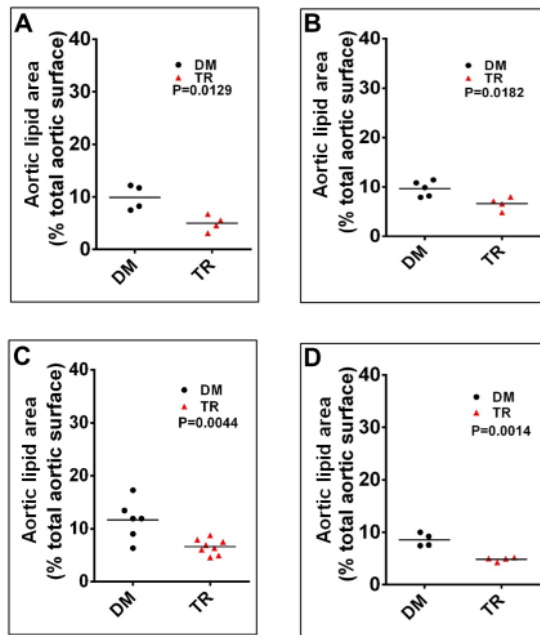 A
Aortic lipid area
(% total aortic surface)
40
30
20
10
0
DM
TR
P=0.0129
DM
TR
B
Aortic lipid area
(% total aortic surface)
40
30
20
10
0
DM
TR
P=0.0182
DM
TR
C
Aortic lipid area
(% total aortic surface)
40
30
20
10
0
DM
TR
P=0.0044
DM
TR
D
Aortic lipid area
(% total aortic surface)
40
30
20
10
0
DM
TR
P=0.0014
DM
TR